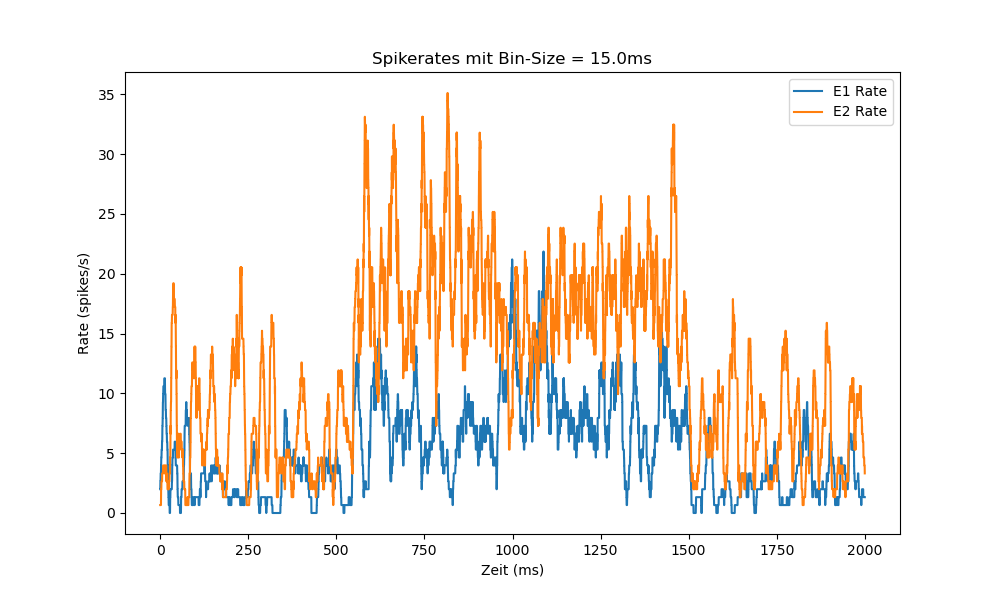 Spikerates mit Bin-Size = 15.0ms
E1 Rate
E2 Rate
35
30
25
20
15
10
5
0
Rate (spikes/s)
0 250 500 750 1000 1250 1500 1750 2000
Zeit (ms)